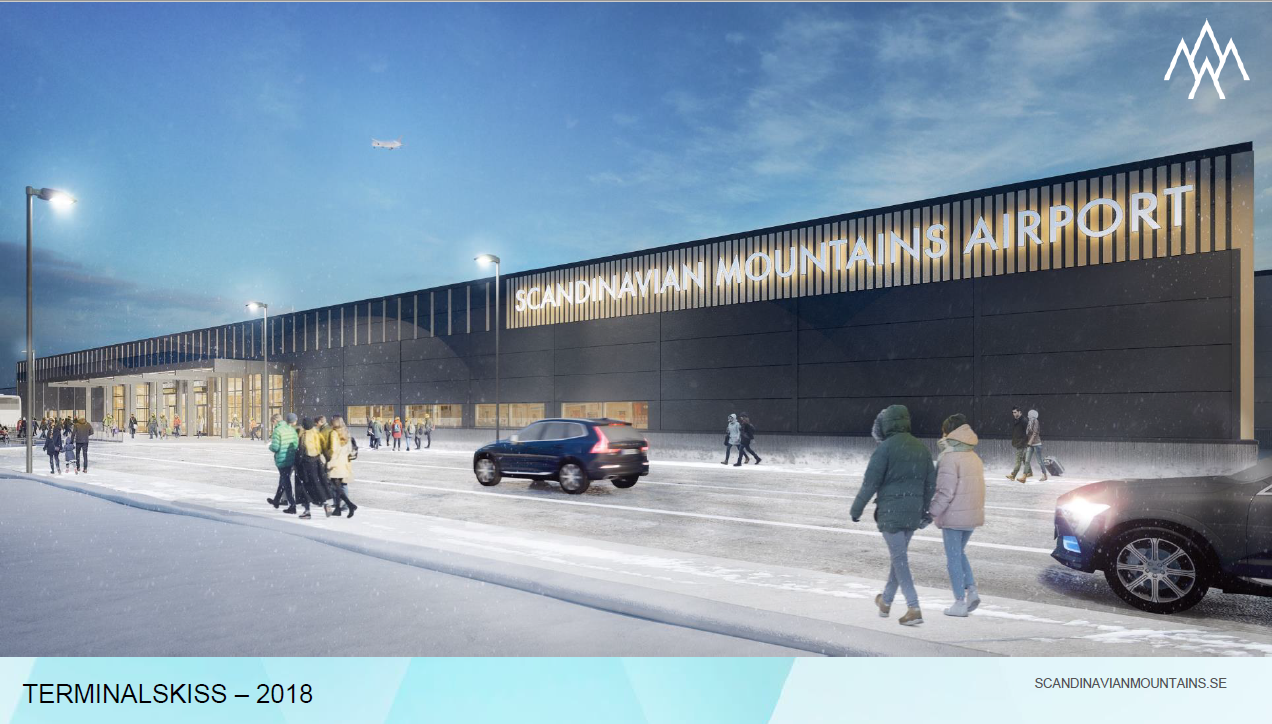 SCANDINAVIAN MOUNTAINS AIRPORT
TERMINALSKISS – 2018
SCANDINAVIANMOUNTAINS.SE